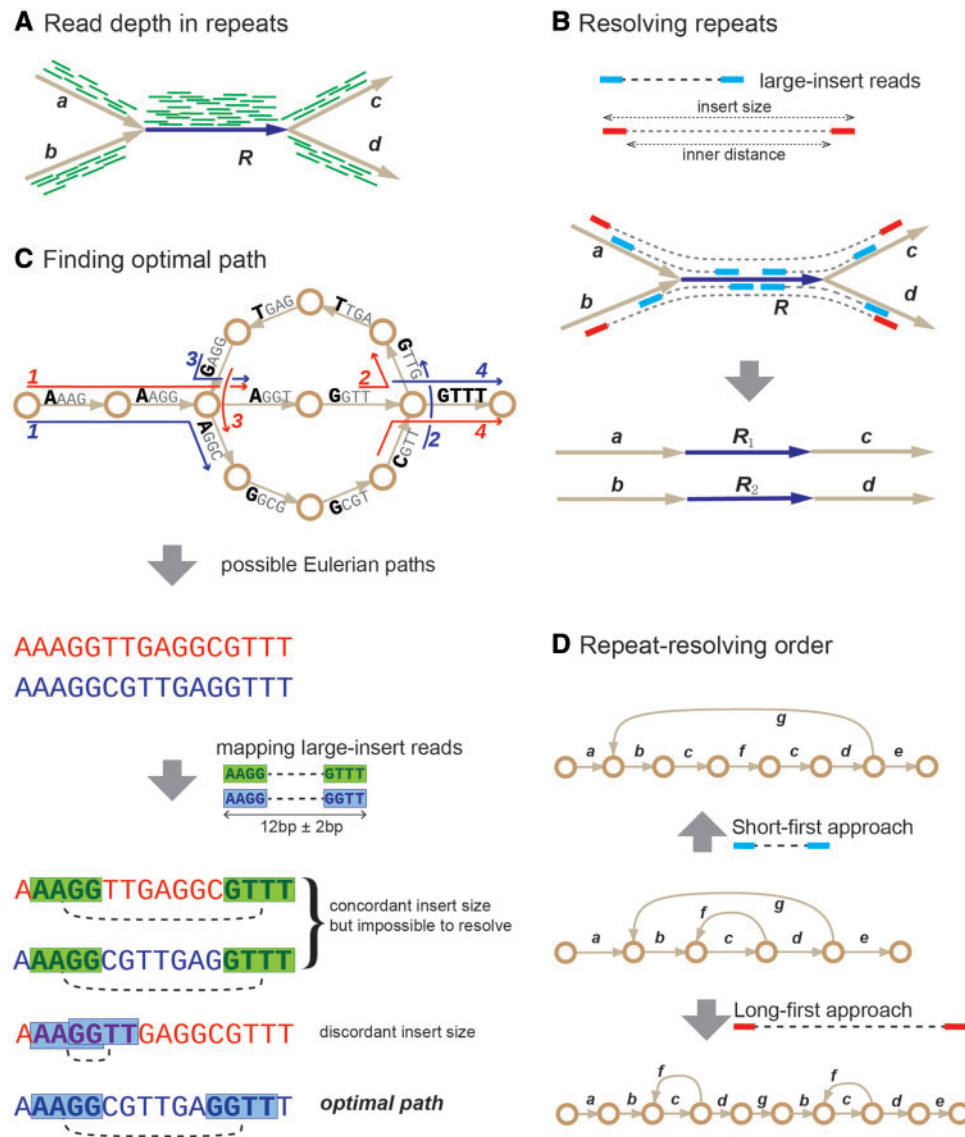 A Read depth in repeats
a
b
R
c
d
B Resolving repeats
large-insert reads
insert size
inner distance
a
b
R
c
d
a R1 c
b R2 d
C Finding optimal path
TGAG
TTGA
GAGG
GTTG
3
1
2
4
AAAG
AAGG
AGGT
GGTT
GTTT
1
3
2
4
AGGC
CGTT
GGCG
GCGT
possible Eulerian paths
AAAGGTTGAGGCGTTT
AAAGGCGTTGAGGTTT
mapping large-insert reads
AAGG GTTT
AAGG GGTT
12bp ± 2bp
AAAGGTTGAGGCGTTT
concordant insert size
but impossible to resolve
AAAGGCGTTGAGGTTT
AAAGGTTGAGGCGTTT
discordant insert size
AAAGGCGTTGAGGTTT
optimal path
D Repeat-resolving order
g
a b c f c d e
Short-first approach
g
f
a b c d e
Long-first approach
f f
a b c d g b c d e